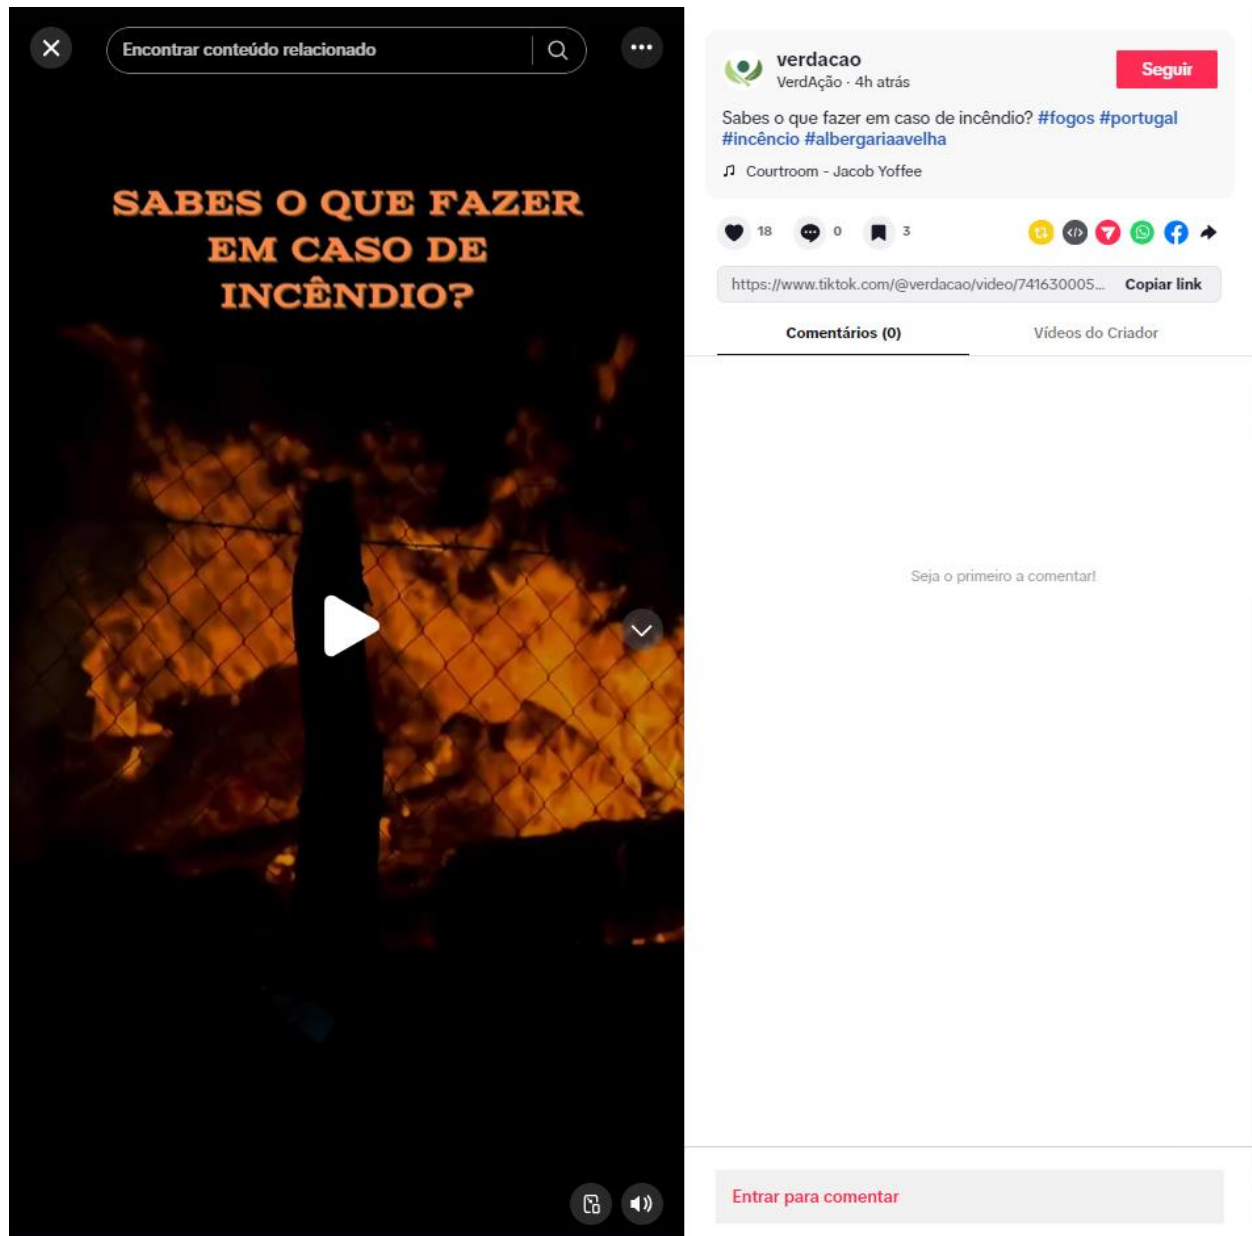 Encontrar conteúdo relacionado
SABES O QUE FAZER
EM CASO DE
INCÊNDIO?
verdacao
VerdAção · 4h atrás
Seguir
Sabes o que fazer em caso de incêndio? #fogos #portugal
#incêncio #albergariaavelha
Courtroom - Jacob Yoffee
18
0
3
https://www.tiktok.com/@verdacao/video/741630005...
Copiar link
Comentários (0)
Vídeos do Criador
Seja o primeiro a comentar!
Entrar para comentar